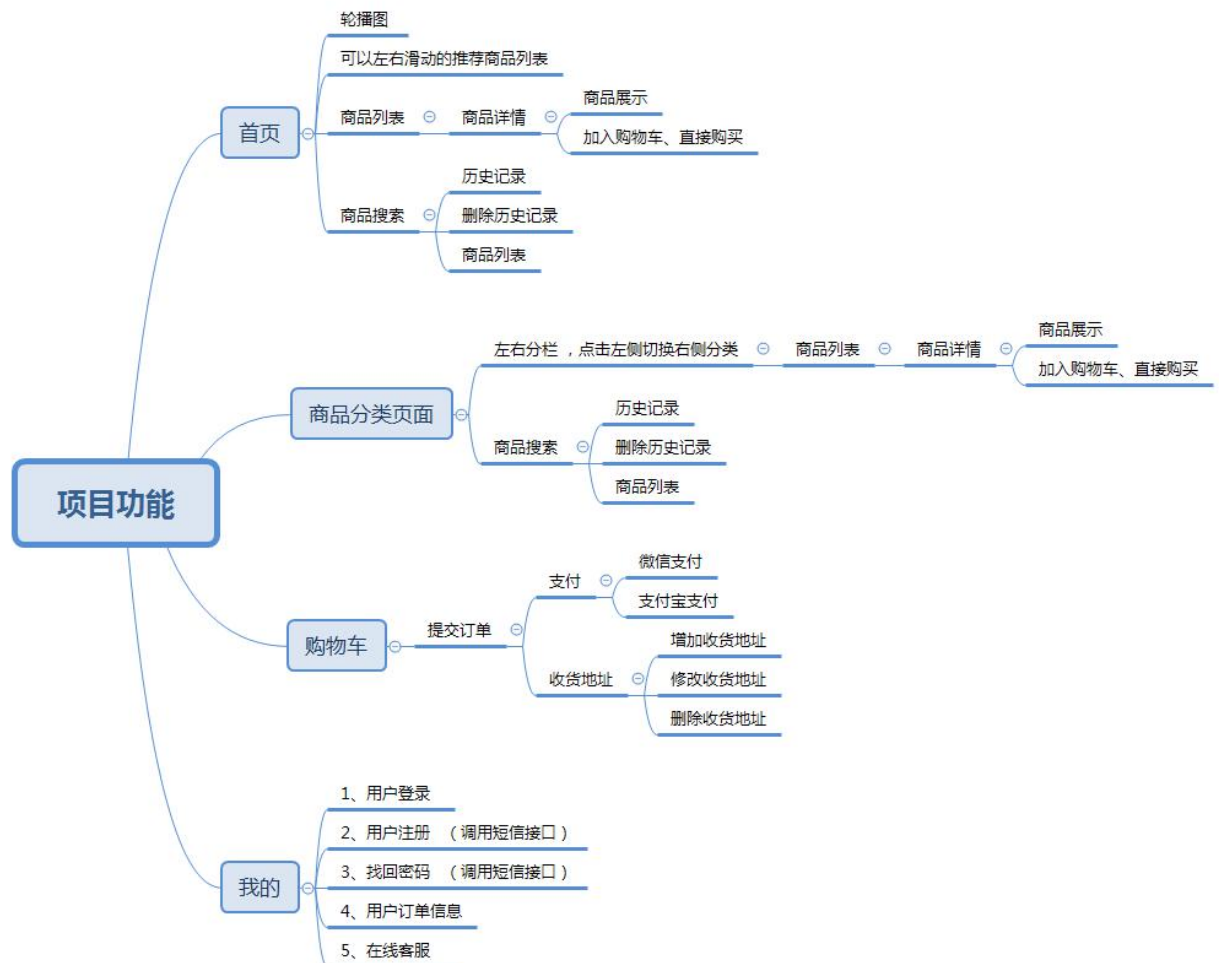 项目功能
首页
轮播图
可以左右滑动的推荐商品列表
商品列表
商品详情
商品展示
加入购物车、直接购买
商品搜索
历史记录
删除历史记录
商品列表
商品分类页面
左右分栏 ，点击左侧切换右侧分类
商品列表
商品详情
商品展示
加入购物车、直接购买
商品搜索
历史记录
删除历史记录
商品列表
购物车
提交订单
支付
微信支付
支付宝支付
收货地址
增加收货地址
修改收货地址
删除收货地址
我的
1、用户登录
2、用户注册 （调用短信接口）
3、找回密码 （调用短信接口）
4、用户订单信息
5、在线客服